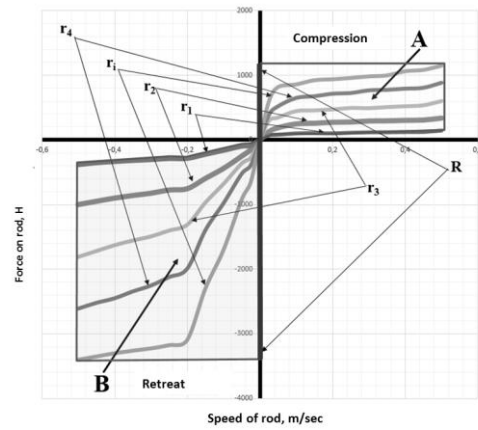 2000
Compression
A
r4
ri
r2
r1
1000
-0,4
-0,2
0
0,2
0,4
R
r3
-1000
-2000
-3000
-4000
B
Retreat
Force on rod, H
Speed of rod, m/sec